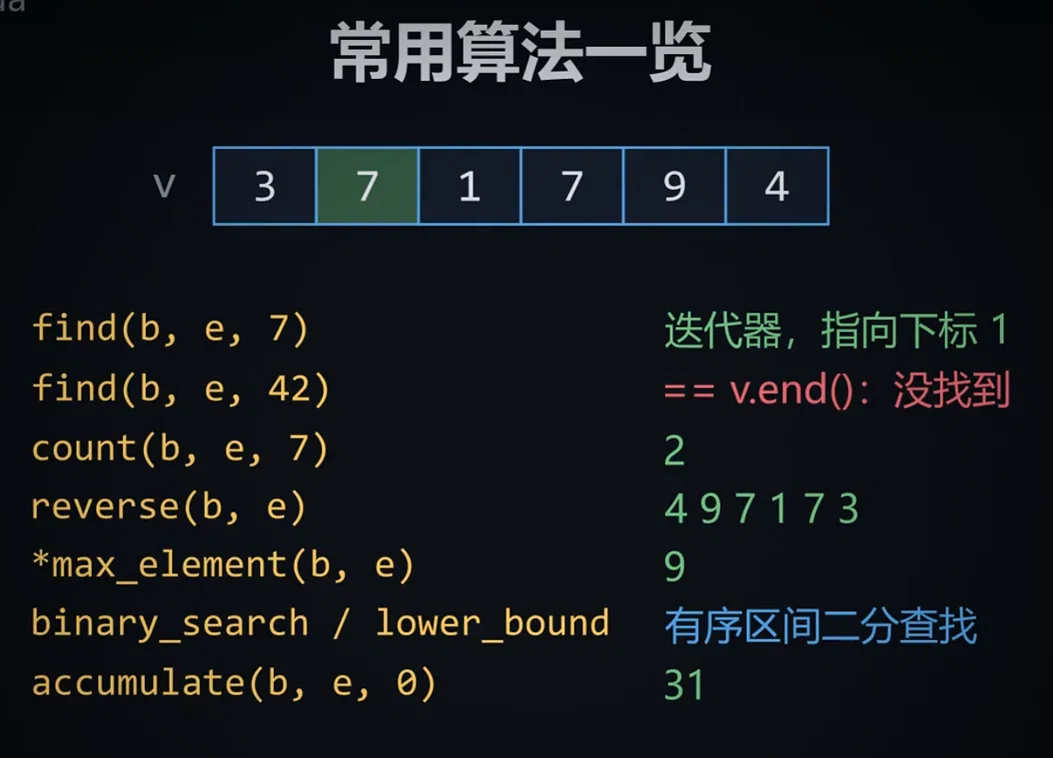 常用算法一览
v 3 7 1 7 9 4
find(b, e, 7) 迭代器，指向下标 1
find(b, e, 42) == v.end()：没找到
count(b, e, 7) 2
reverse(b, e) 4 9 7 1 7 3
*max_element(b, e) 9
binary_search / lower_bound 有序区间二分查找
accumulate(b, e, 0) 31